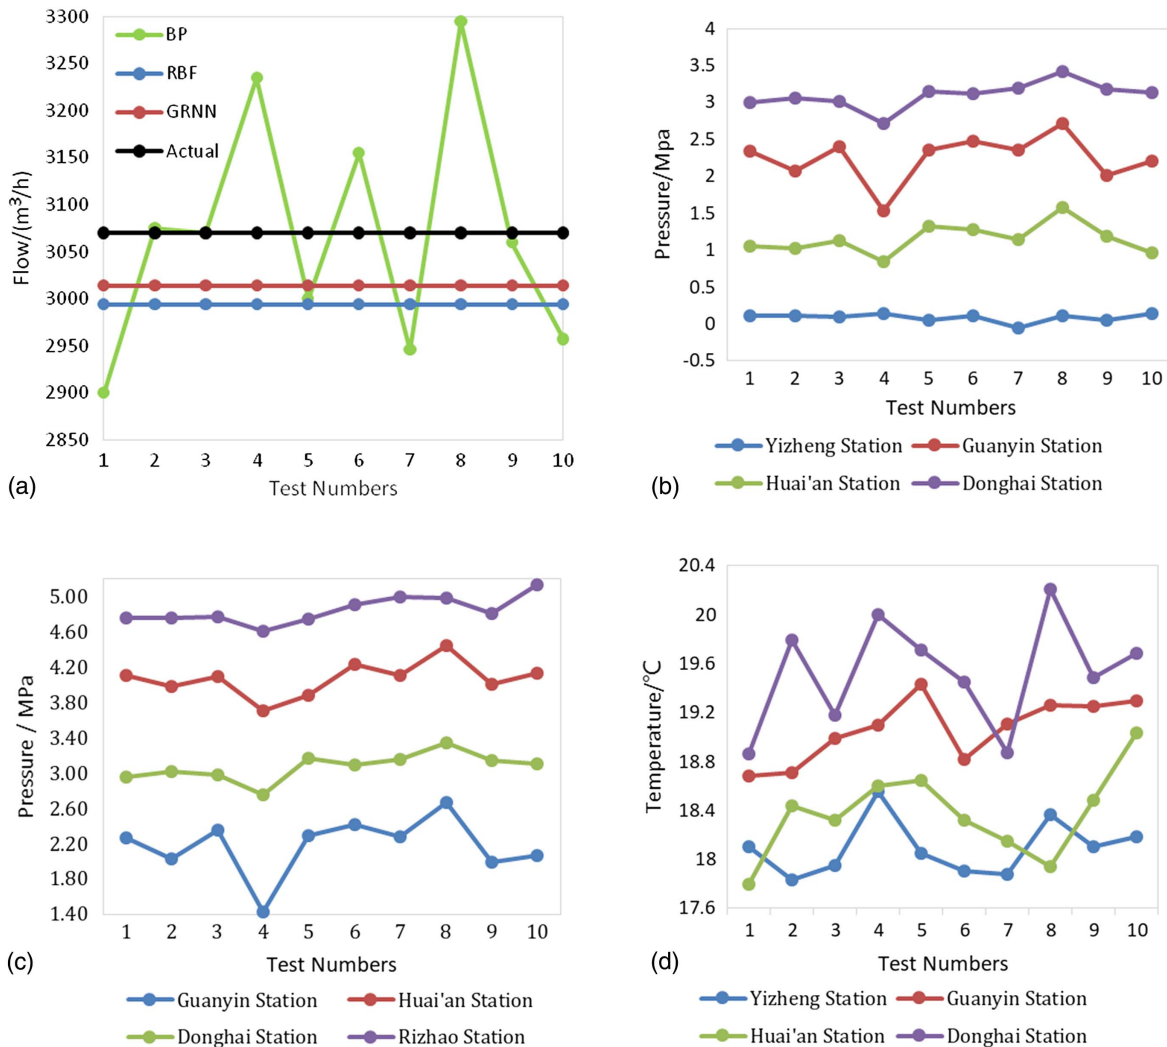 3300
3250
3200
3150
3100
3050
3000
2950
2900
2850
Flow/(m³/h)
BP
RBF
GRNN
Actual
1 2 3 4 5 6 7 8 9 10
Test Numbers
(a)
4
3.5
3
2.5
2
1.5
1
0.5
0
-0.5
Pressure/Mpa
1 2 3 4 5 6 7 8 9 10
Test Numbers
Yizheng Station Guanyin Station
Huai'an Station Donghai Station
(b)
5.00
4.60
4.20
3.80
3.40
3.00
2.60
2.20
1.80
1.40
Pressure / MPa
1 2 3 4 5 6 7 8 9 10
Test Numbers
(c)
Guanyin Station Huai'an Station
Donghai Station Rizhao Station
20.4
20
19.6
19.2
18.8
18.4
18
17.6
Temperature/°C
1 2 3 4 5 6 7 8 9 10
Test Numbers
(d)
Yizheng Station Guanyin Station
Huai'an Station Donghai Station